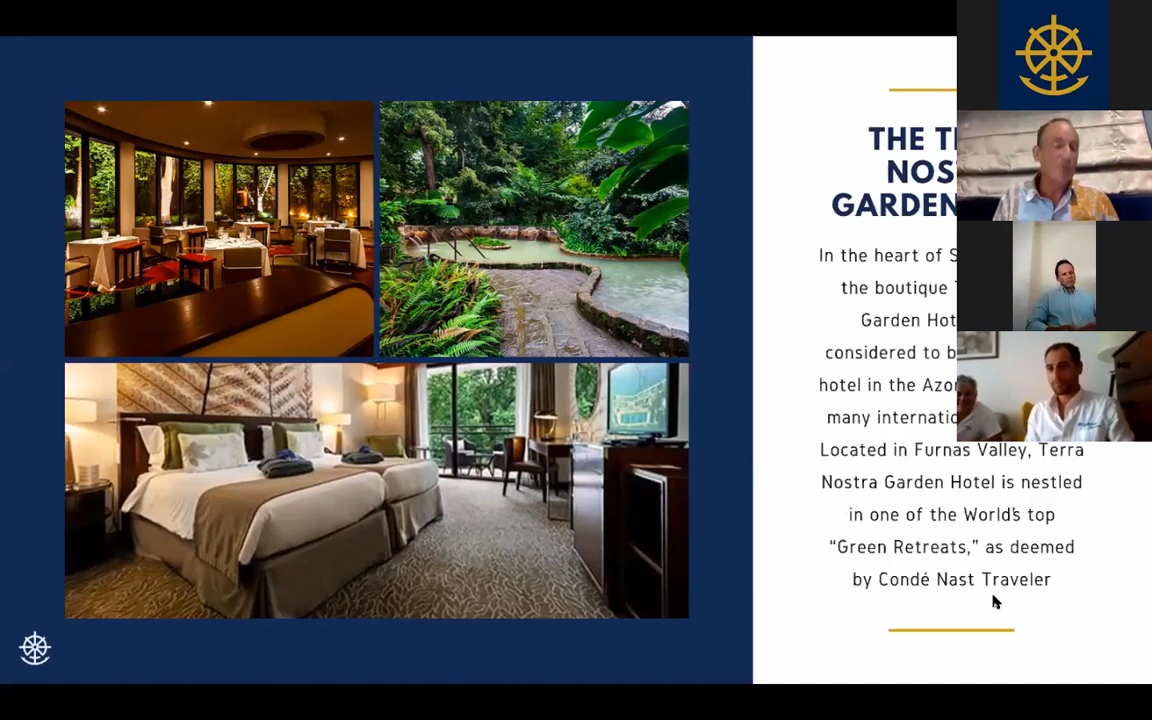 THE
NOS
GARDEN
In the heart of S
the boutique
Garden Hot
considered to b
hotel in the Azo
many internatio
Located in Furnas Valley, Terra
Nostra Garden Hotel is nestled
in one of the World's top
“Green Retreats,” as deemed
by Condé Nast Traveler